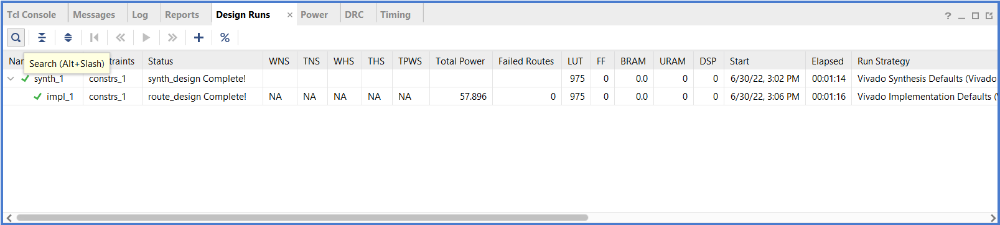 Tcl Console Messages Log Reports Design Runs × Power DRC Timing ?
%
Nan Search (Alt+Slash) traints Status WNS TNS WHS THS TPWS Total Power Failed Routes LUT FF BRAM URAM DSP Start Elapsed Run Strategy
synth_1 constrs_1 synth_design Complete! 975 0 0.0 0 0 6/30/22, 3:02 PM 00:01:14 Vivado Synthesis Defaults (Vivado
impl_1 constrs_1 route_design Complete! NA NA NA NA NA 57.896 0 975 0 0.0 0 0 6/30/22, 3:06 PM 00:01:16 Vivado Implementation Defaults (